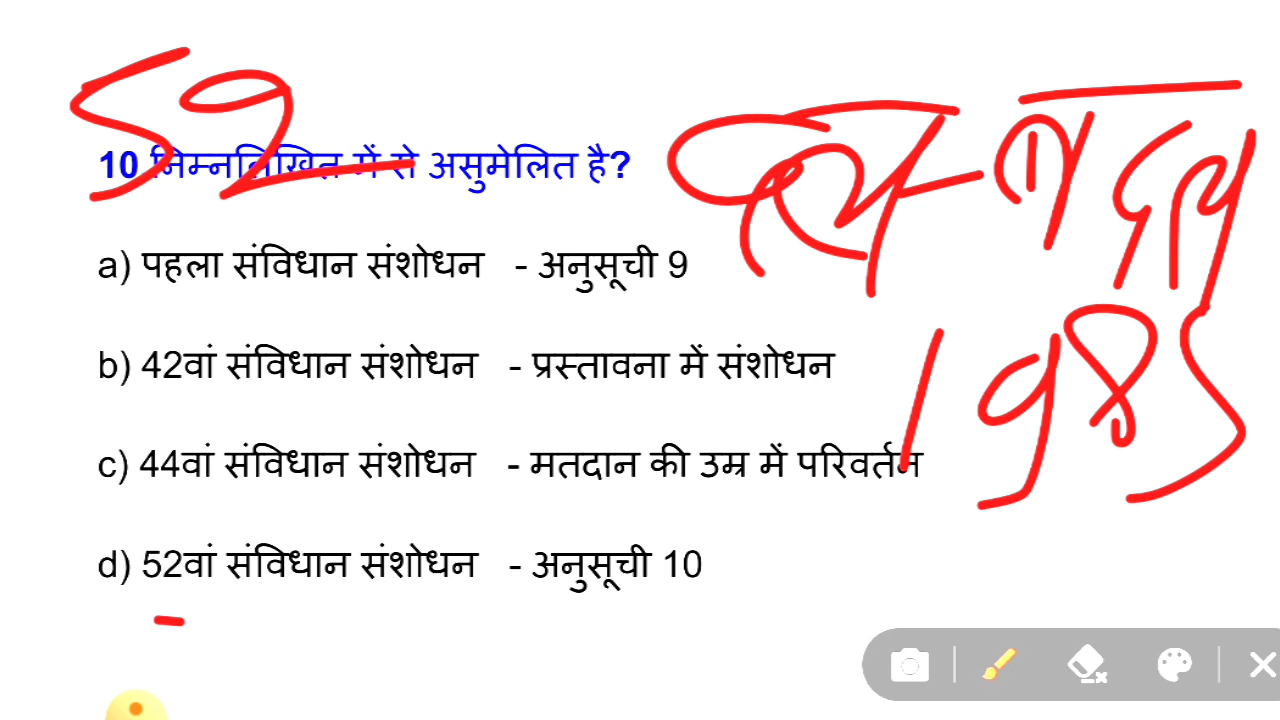 52
10 निम्नलिखित में से असुमेलित है?
a) पहला संविधान संशोधन - अनुसूची 9
b) 42वां संविधान संशोधन - प्रस्तावना में संशोधन
1985
c) 44वां संविधान संशोधन - मतदान की उम्र में परिवर्तन
d) 52वां संविधान संशोधन - अनुसूची 10